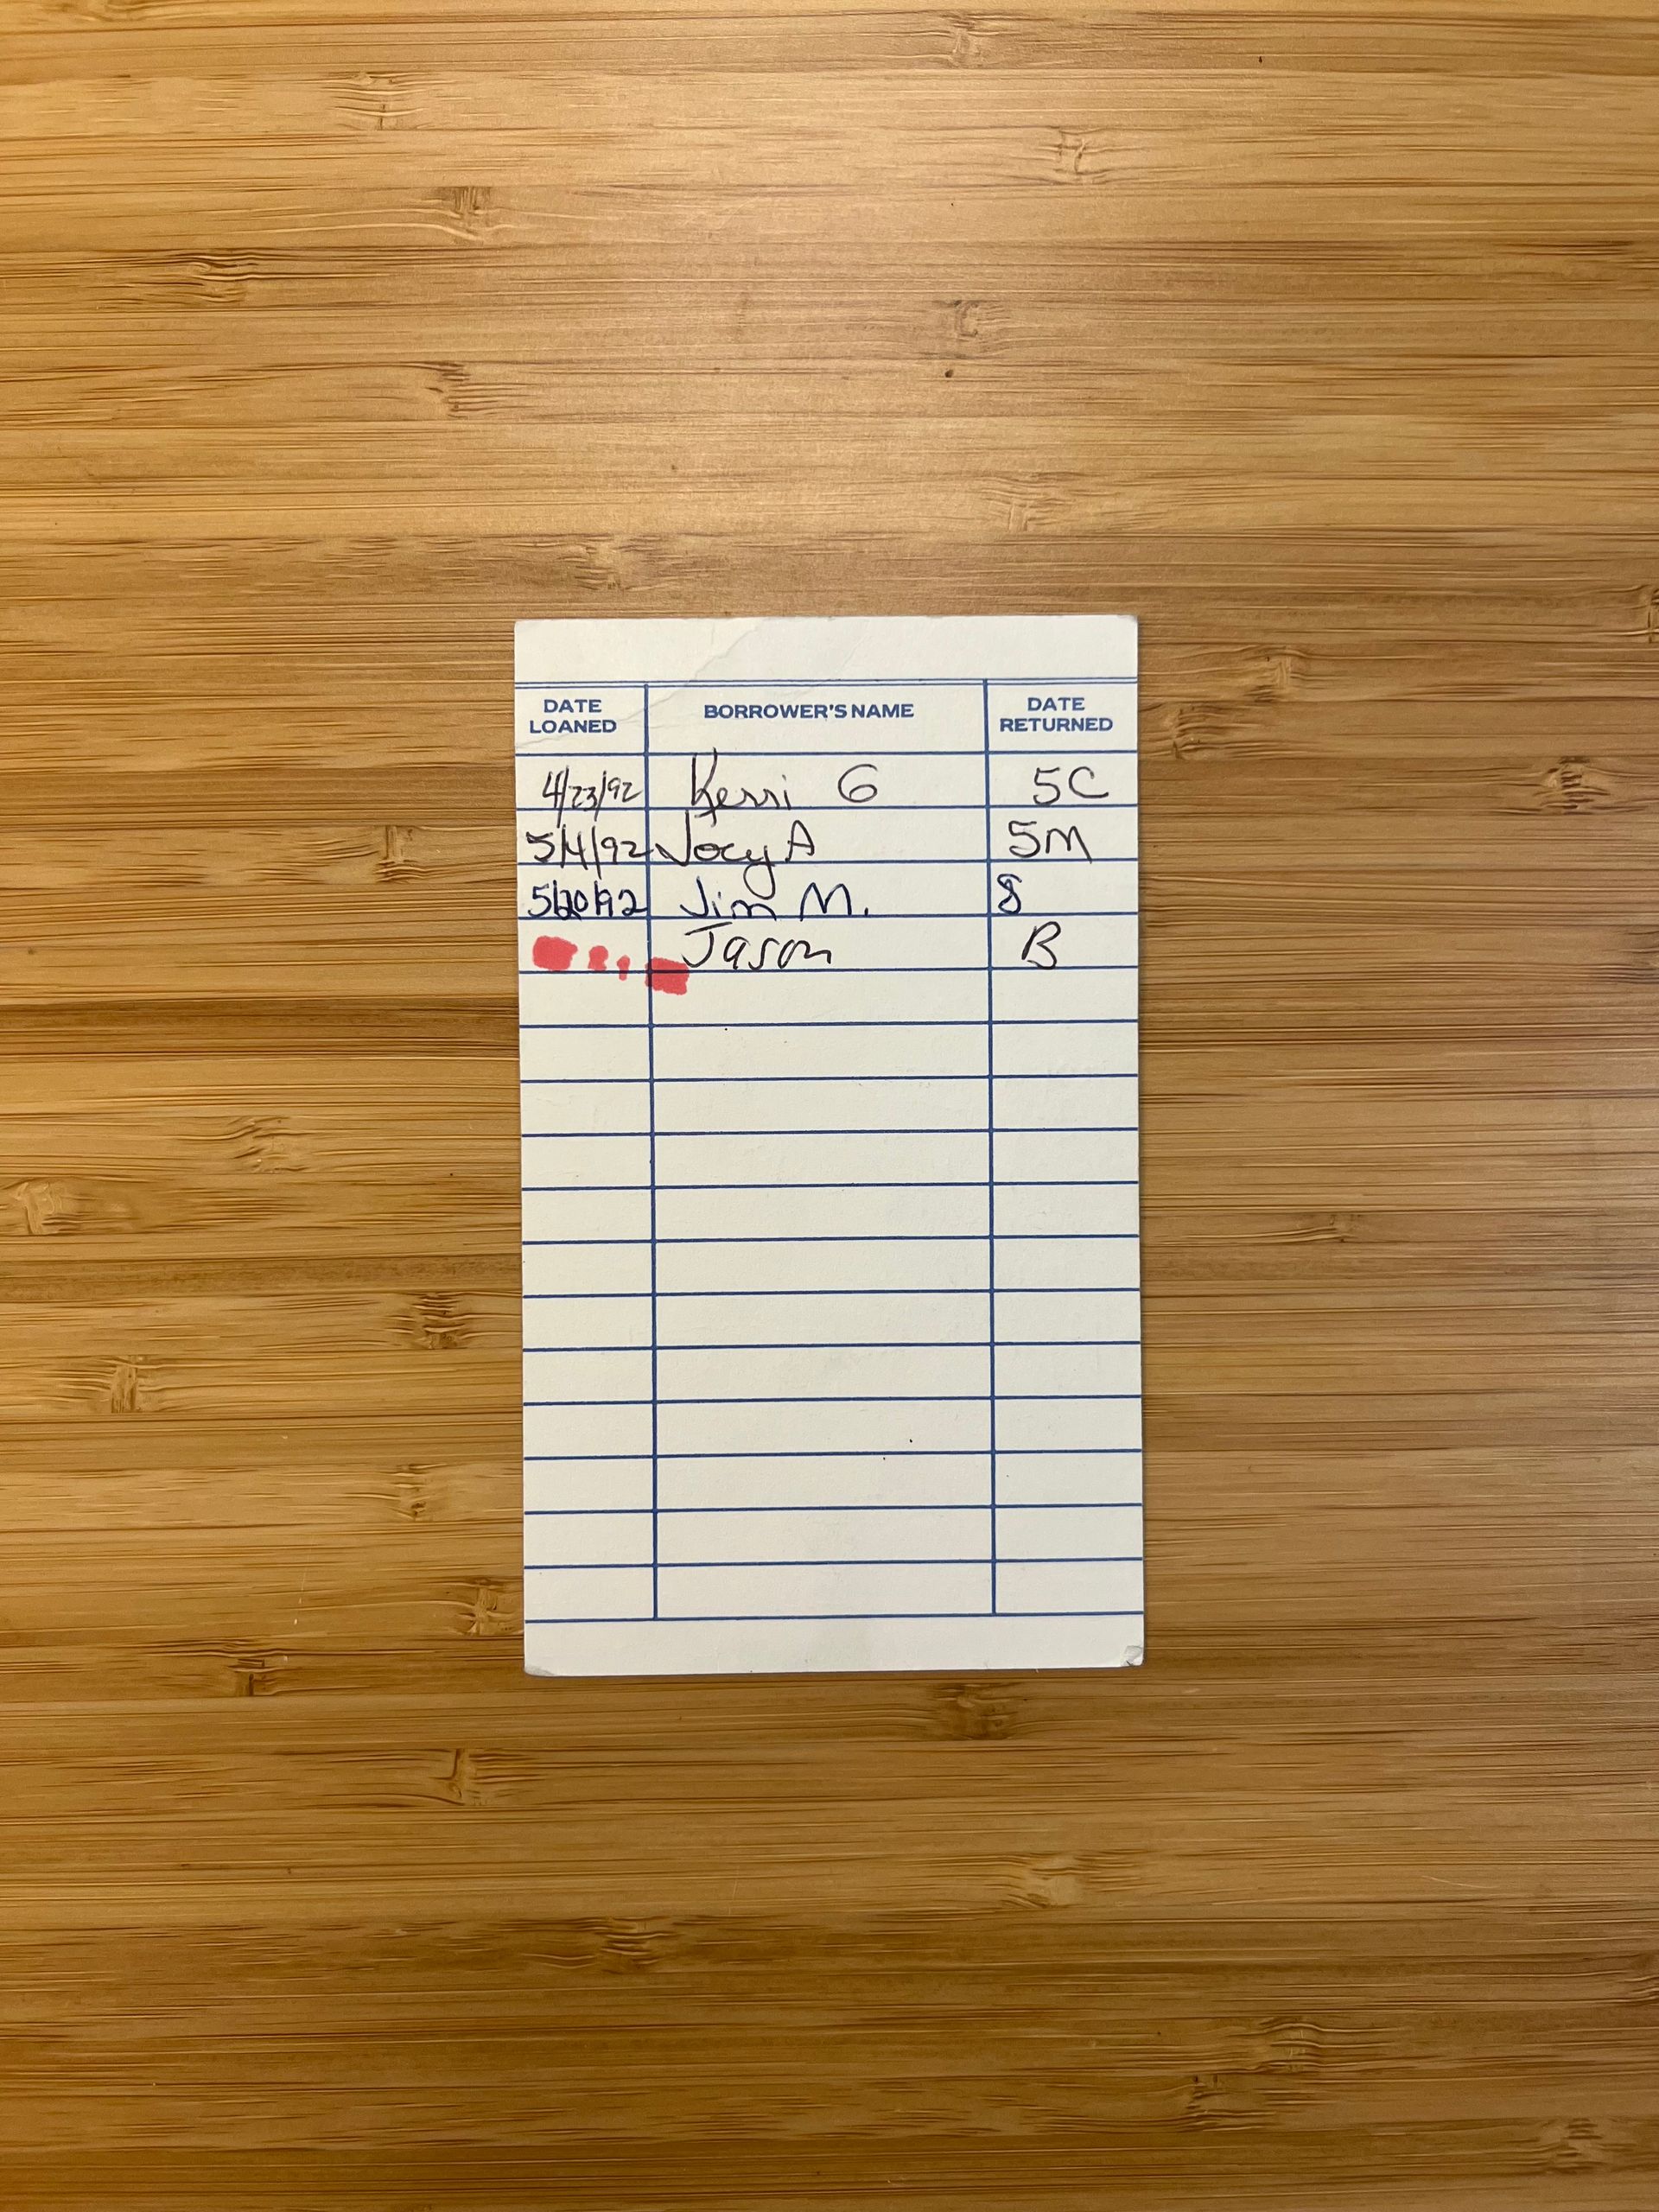 DATE LOANED BORROWER'S NAME DATE RETURNED
4/23/92 Kerri G 5C
5/4/92 Joey A 5M
5/20/92 Jim M. 8
Jason B